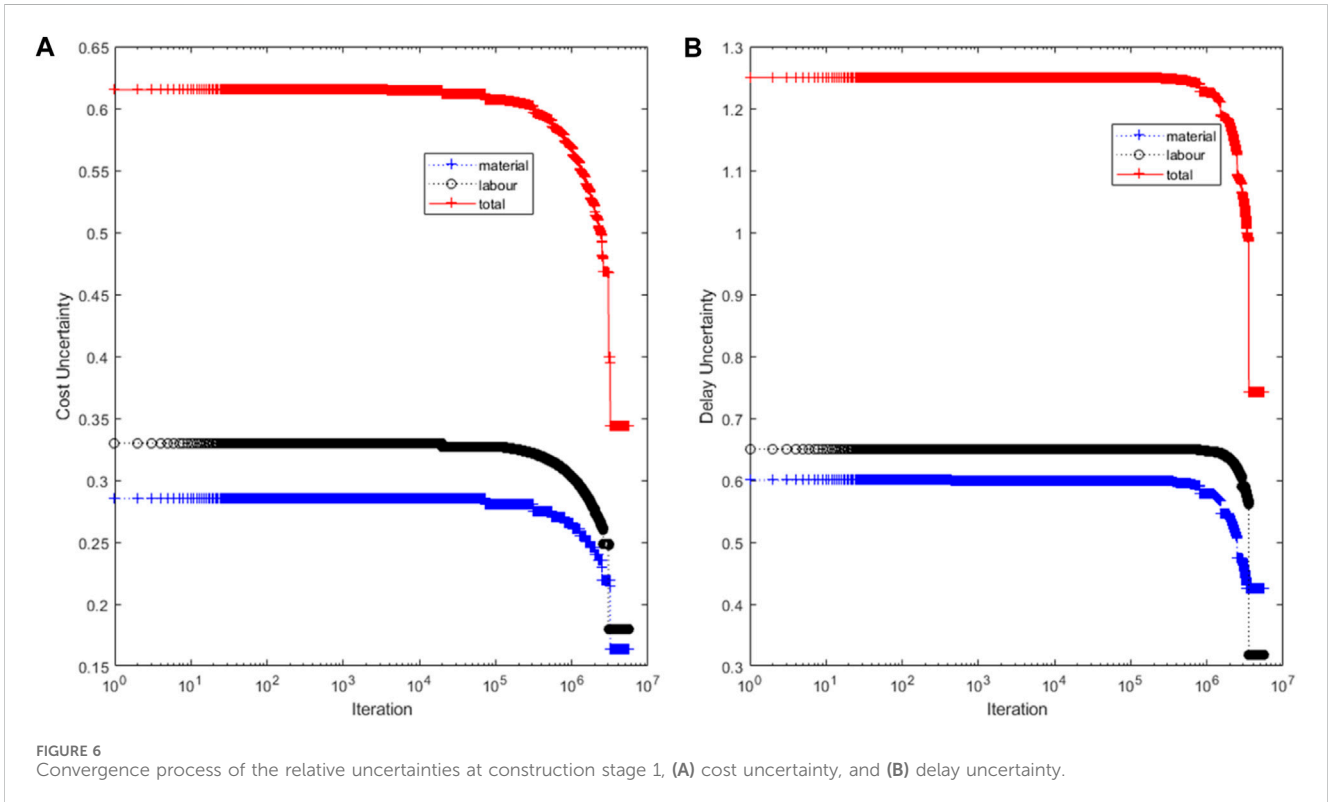 A
0.65
0.6
0.55
0.5
0.45
0.4
0.35
0.3
0.25
0.2
0.15
Cost Uncertainty
material
labour
total
10^0 10^1 10^2 10^3 10^4 10^5 10^6 10^7
Iteration
B
1.3
1.2
1.1
1
0.9
0.8
0.7
0.6
0.5
0.4
0.3
Delay Uncertainty
material
labour
total
10^0 10^1 10^2 10^3 10^4 10^5 10^6 10^7
Iteration
FIGURE 6
Convergence process of the relative uncertainties at construction stage 1, (A) cost uncertainty, and (B) delay uncertainty.